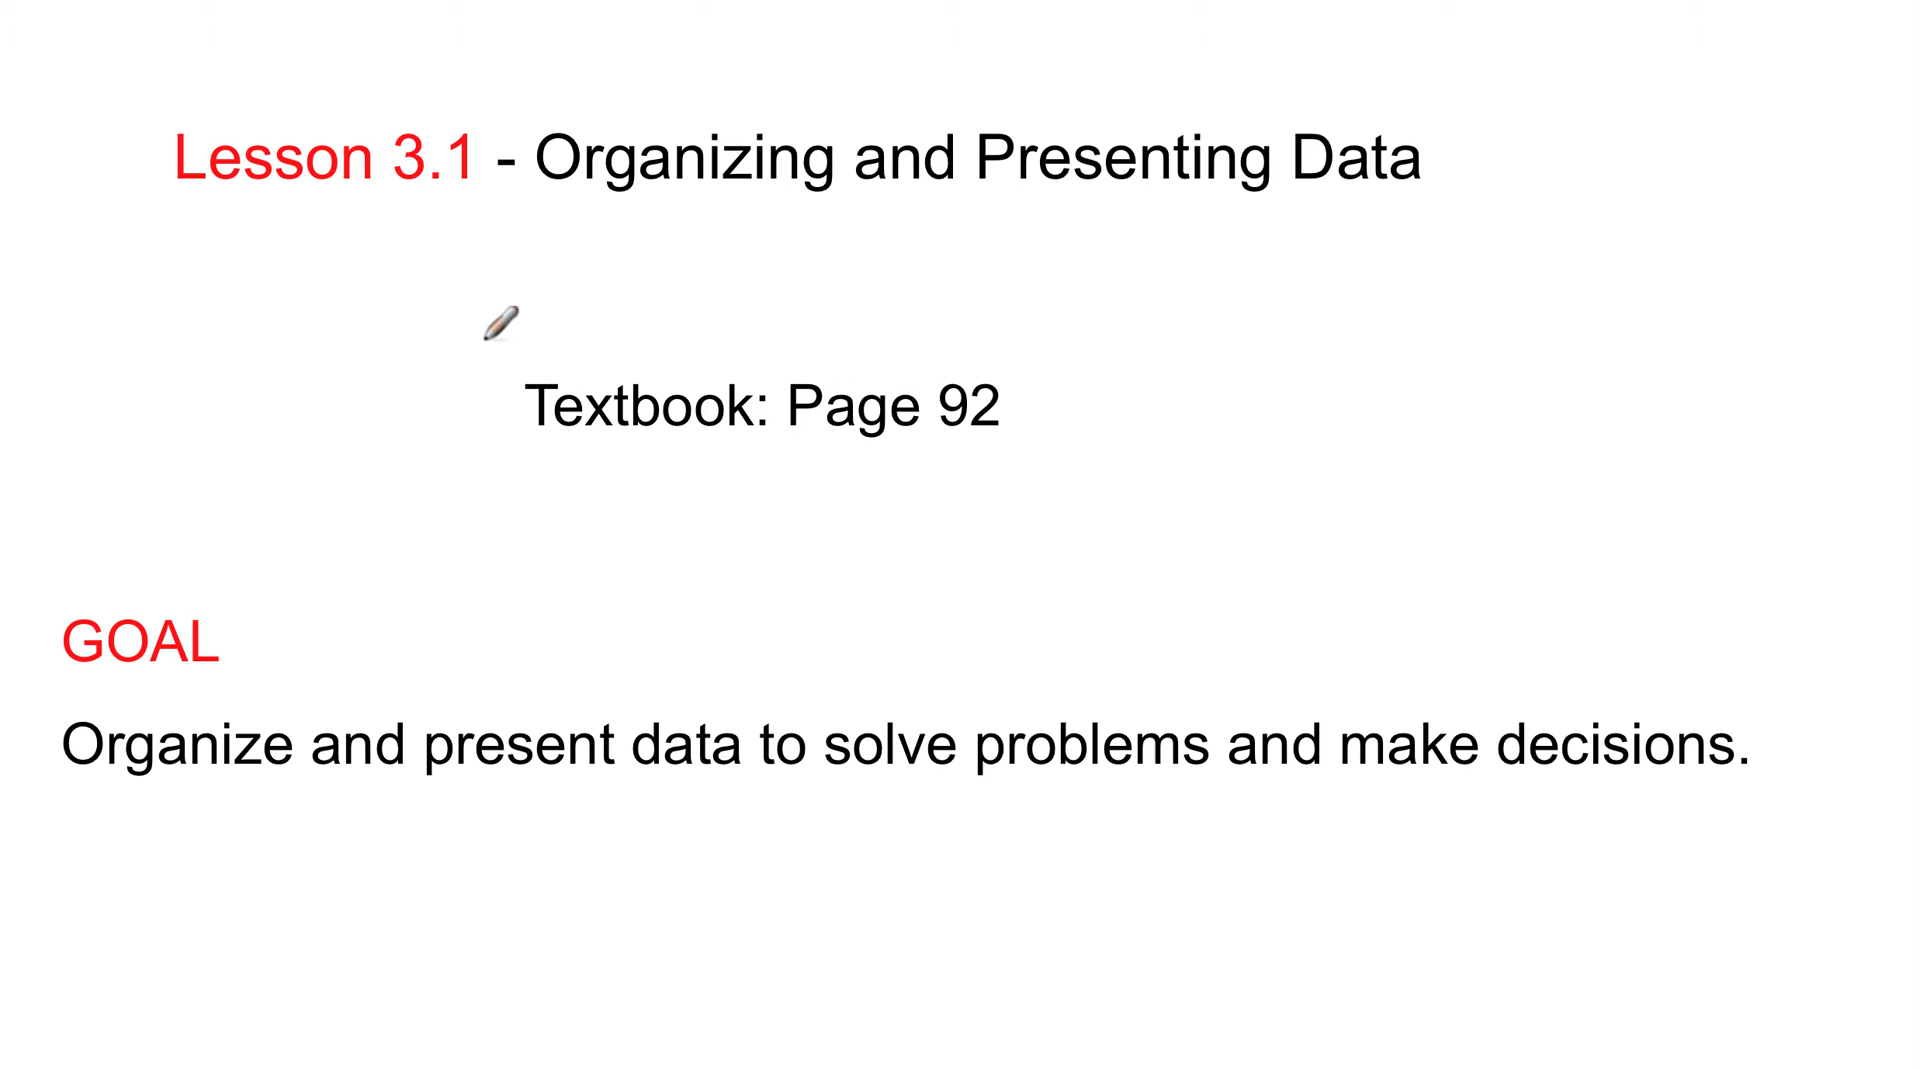 Lesson 3.1 - Organizing and Presenting Data
Textbook: Page 92
GOAL
Organize and present data to solve problems and make decisions.